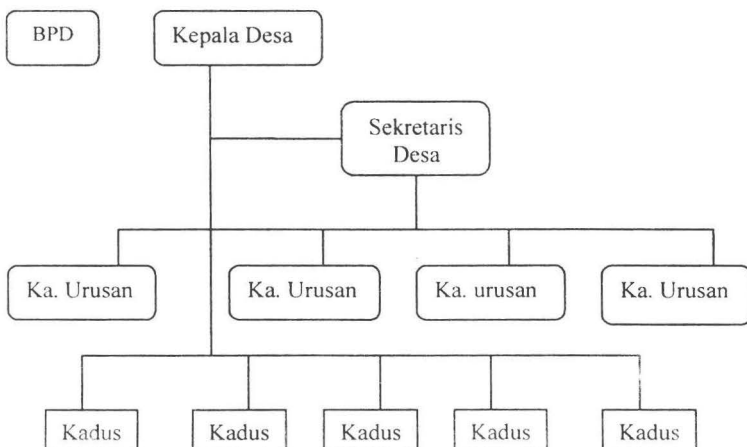 BPD
Kepala Desa
Sekretaris
Desa
Ka. Urusan
Ka. Urusan
Ka. urusan
Ka. Urusan
Kadus
Kadus
Kadus
Kadus
Kadus